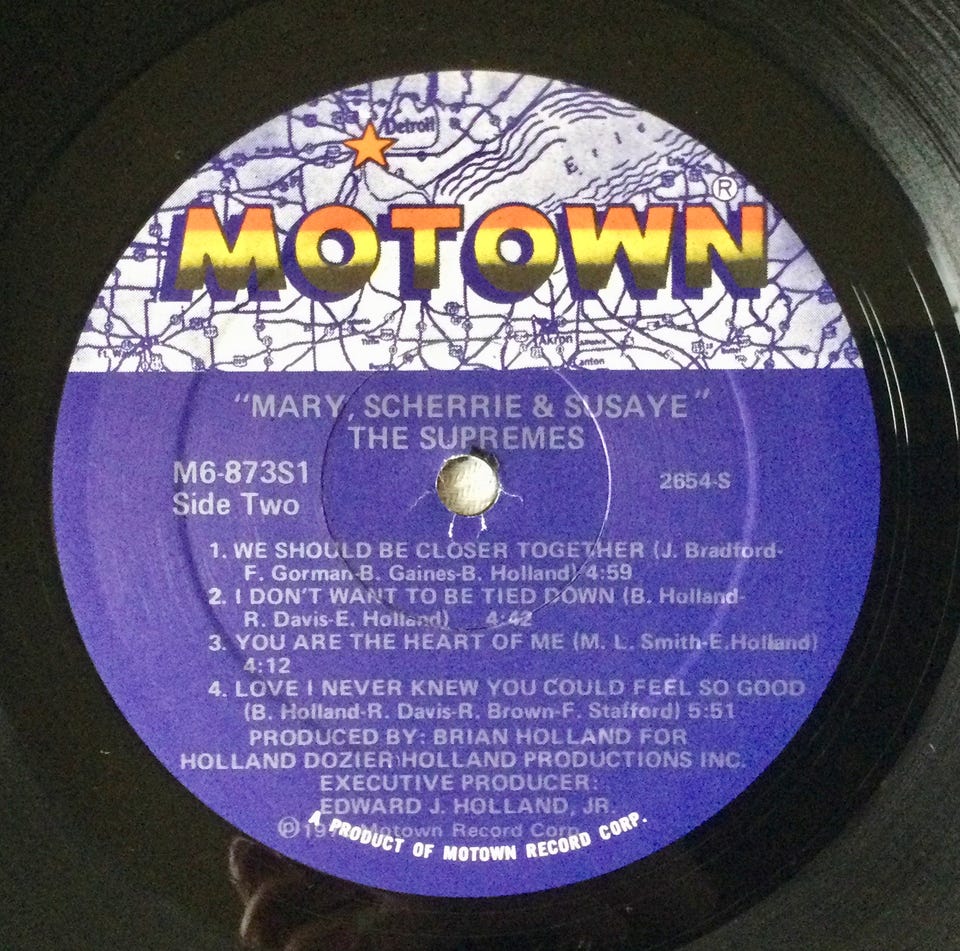 Detroit
Erie
®
MOTOWN
Akron
"MARY, SCHERRIE & SUSAYE"
THE SUPREMES
M6-873S1
2654-S
Side Two
1. WE SHOULD BE CLOSER TOGETHER (J. Bradford-
F. Gorman-B. Gaines-B. Holland) 4:59
2. I DON'T WANT TO BE TIED DOWN (B. Holland-
R. Davis-E. Holland) 4:42
3. YOU ARE THE HEART OF ME (M. L. Smith-E.Holland)
4:12
4. LOVE I NEVER KNEW YOU COULD FEEL SO GOOD
(B. Holland-R. Davis-R. Brown-F. Stafford) 5:51
PRODUCED BY: BRIAN HOLLAND FOR
HOLLAND DOZIER HOLLAND PRODUCTIONS INC.
EXECUTIVE PRODUCER:
EDWARD J. HOLLAND, JR.
℗ Motown Record Corp.
A PRODUCT OF MOTOWN RECORD CORP.